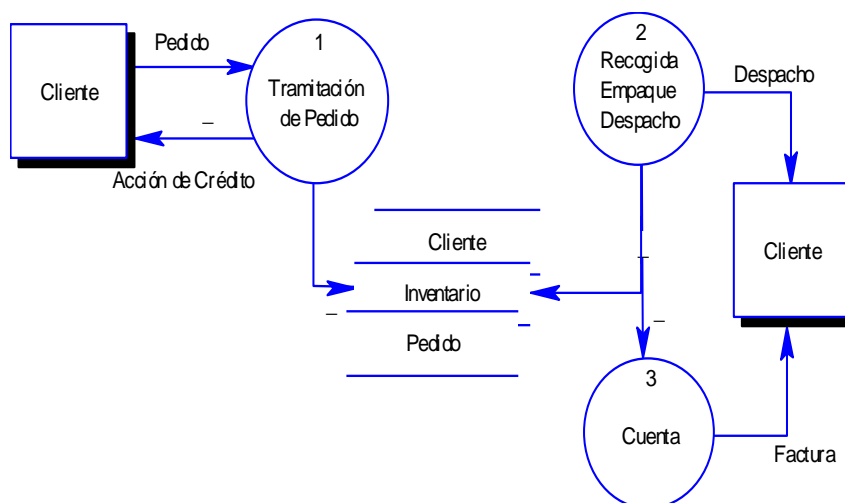 Pedido
1
Cliente
Tramitación
de Pedido
Acción de Crédito
2
Recogida
Empaque
Despacho
Despacho
Cliente
Cliente
Inventario
Pedido
3
Cuenta
Factura